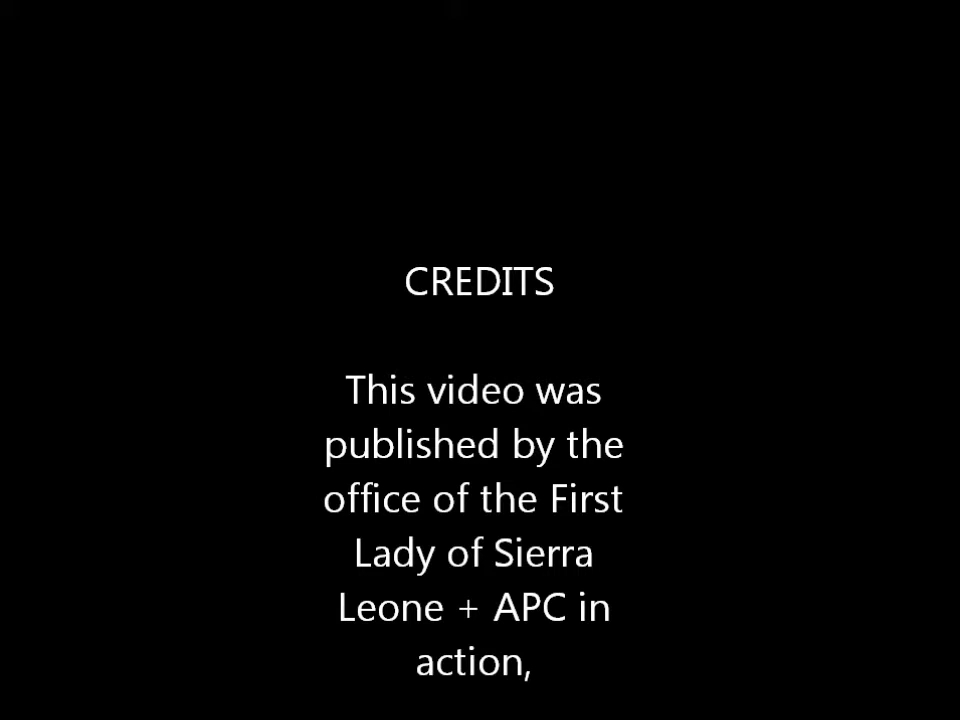 CREDITS
This video was
published by the
office of the First
Lady of Sierra
Leone + APC in
action,